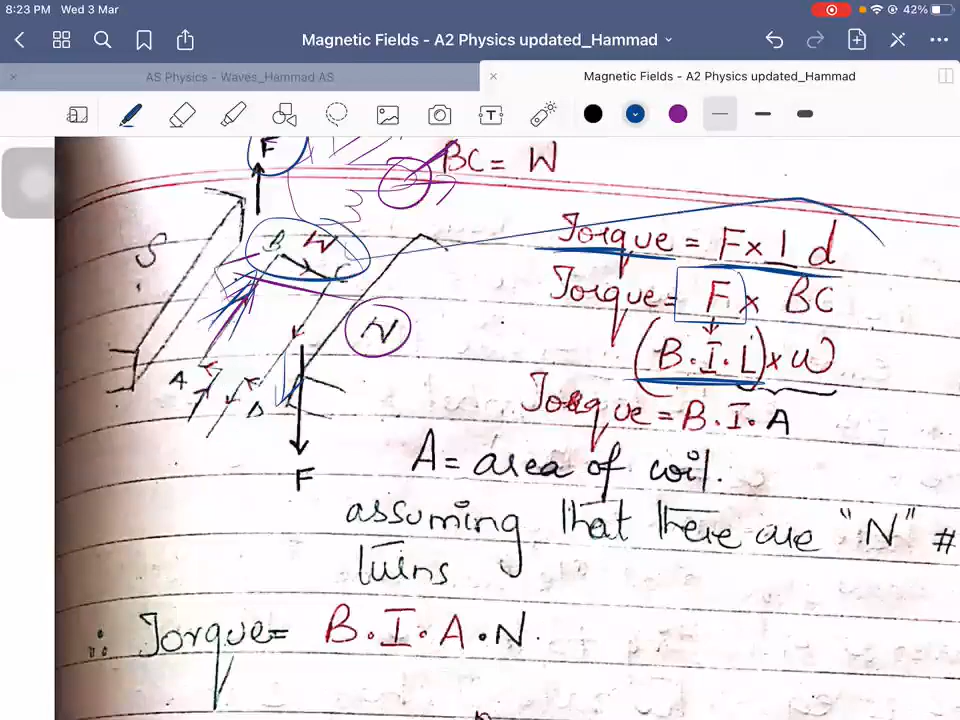 8:23 PM Wed 3 Mar
42%
Magnetic Fields - A2 Physics updated_Hammad
AS Physics - Waves_Hammad AS
Magnetic Fields - A2 Physics updated_Hammad
T
F
BC = W
S
B W C
Torque = F x l d
Torque = F x BC
N
(B.I.L) x W
A
D
Torque = B.I.A
F
A = area of coil.
assuming that there are "N" #
turns
∴ Torque = B.I.A.N.